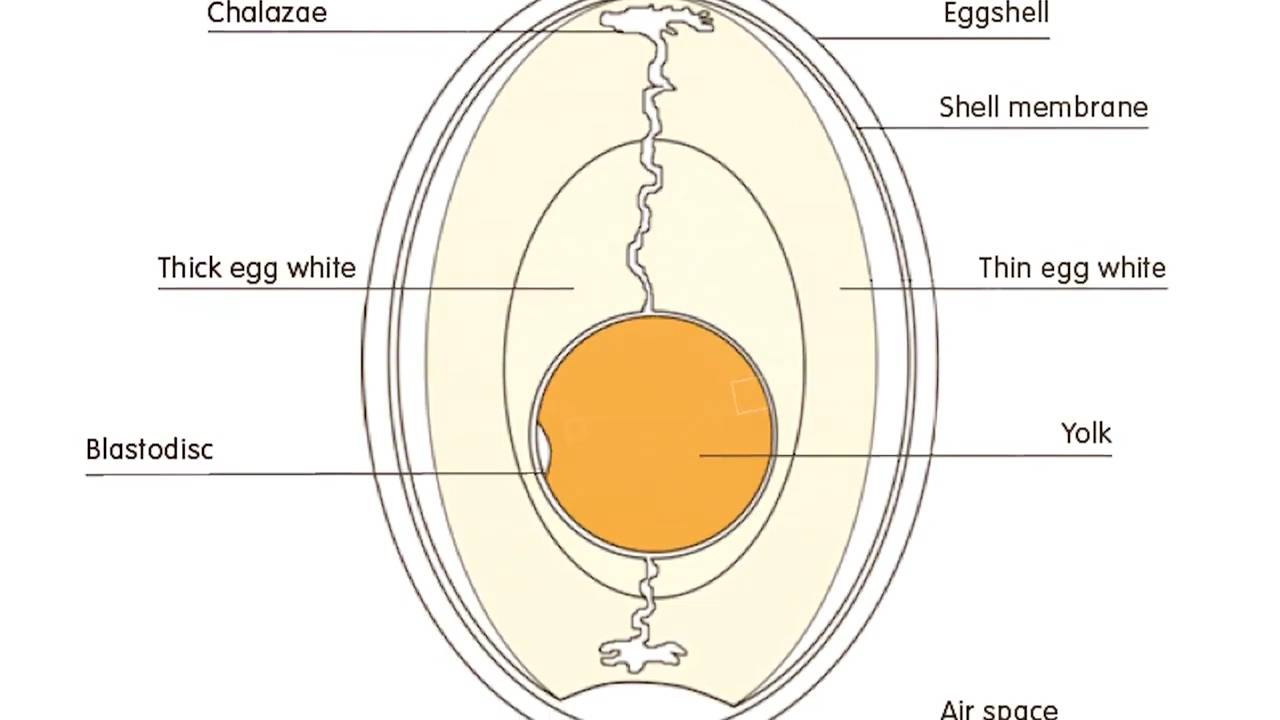 Chalazae
Eggshell
Shell membrane
Thick egg white
Thin egg white
Blastodisc
Yolk
Air space